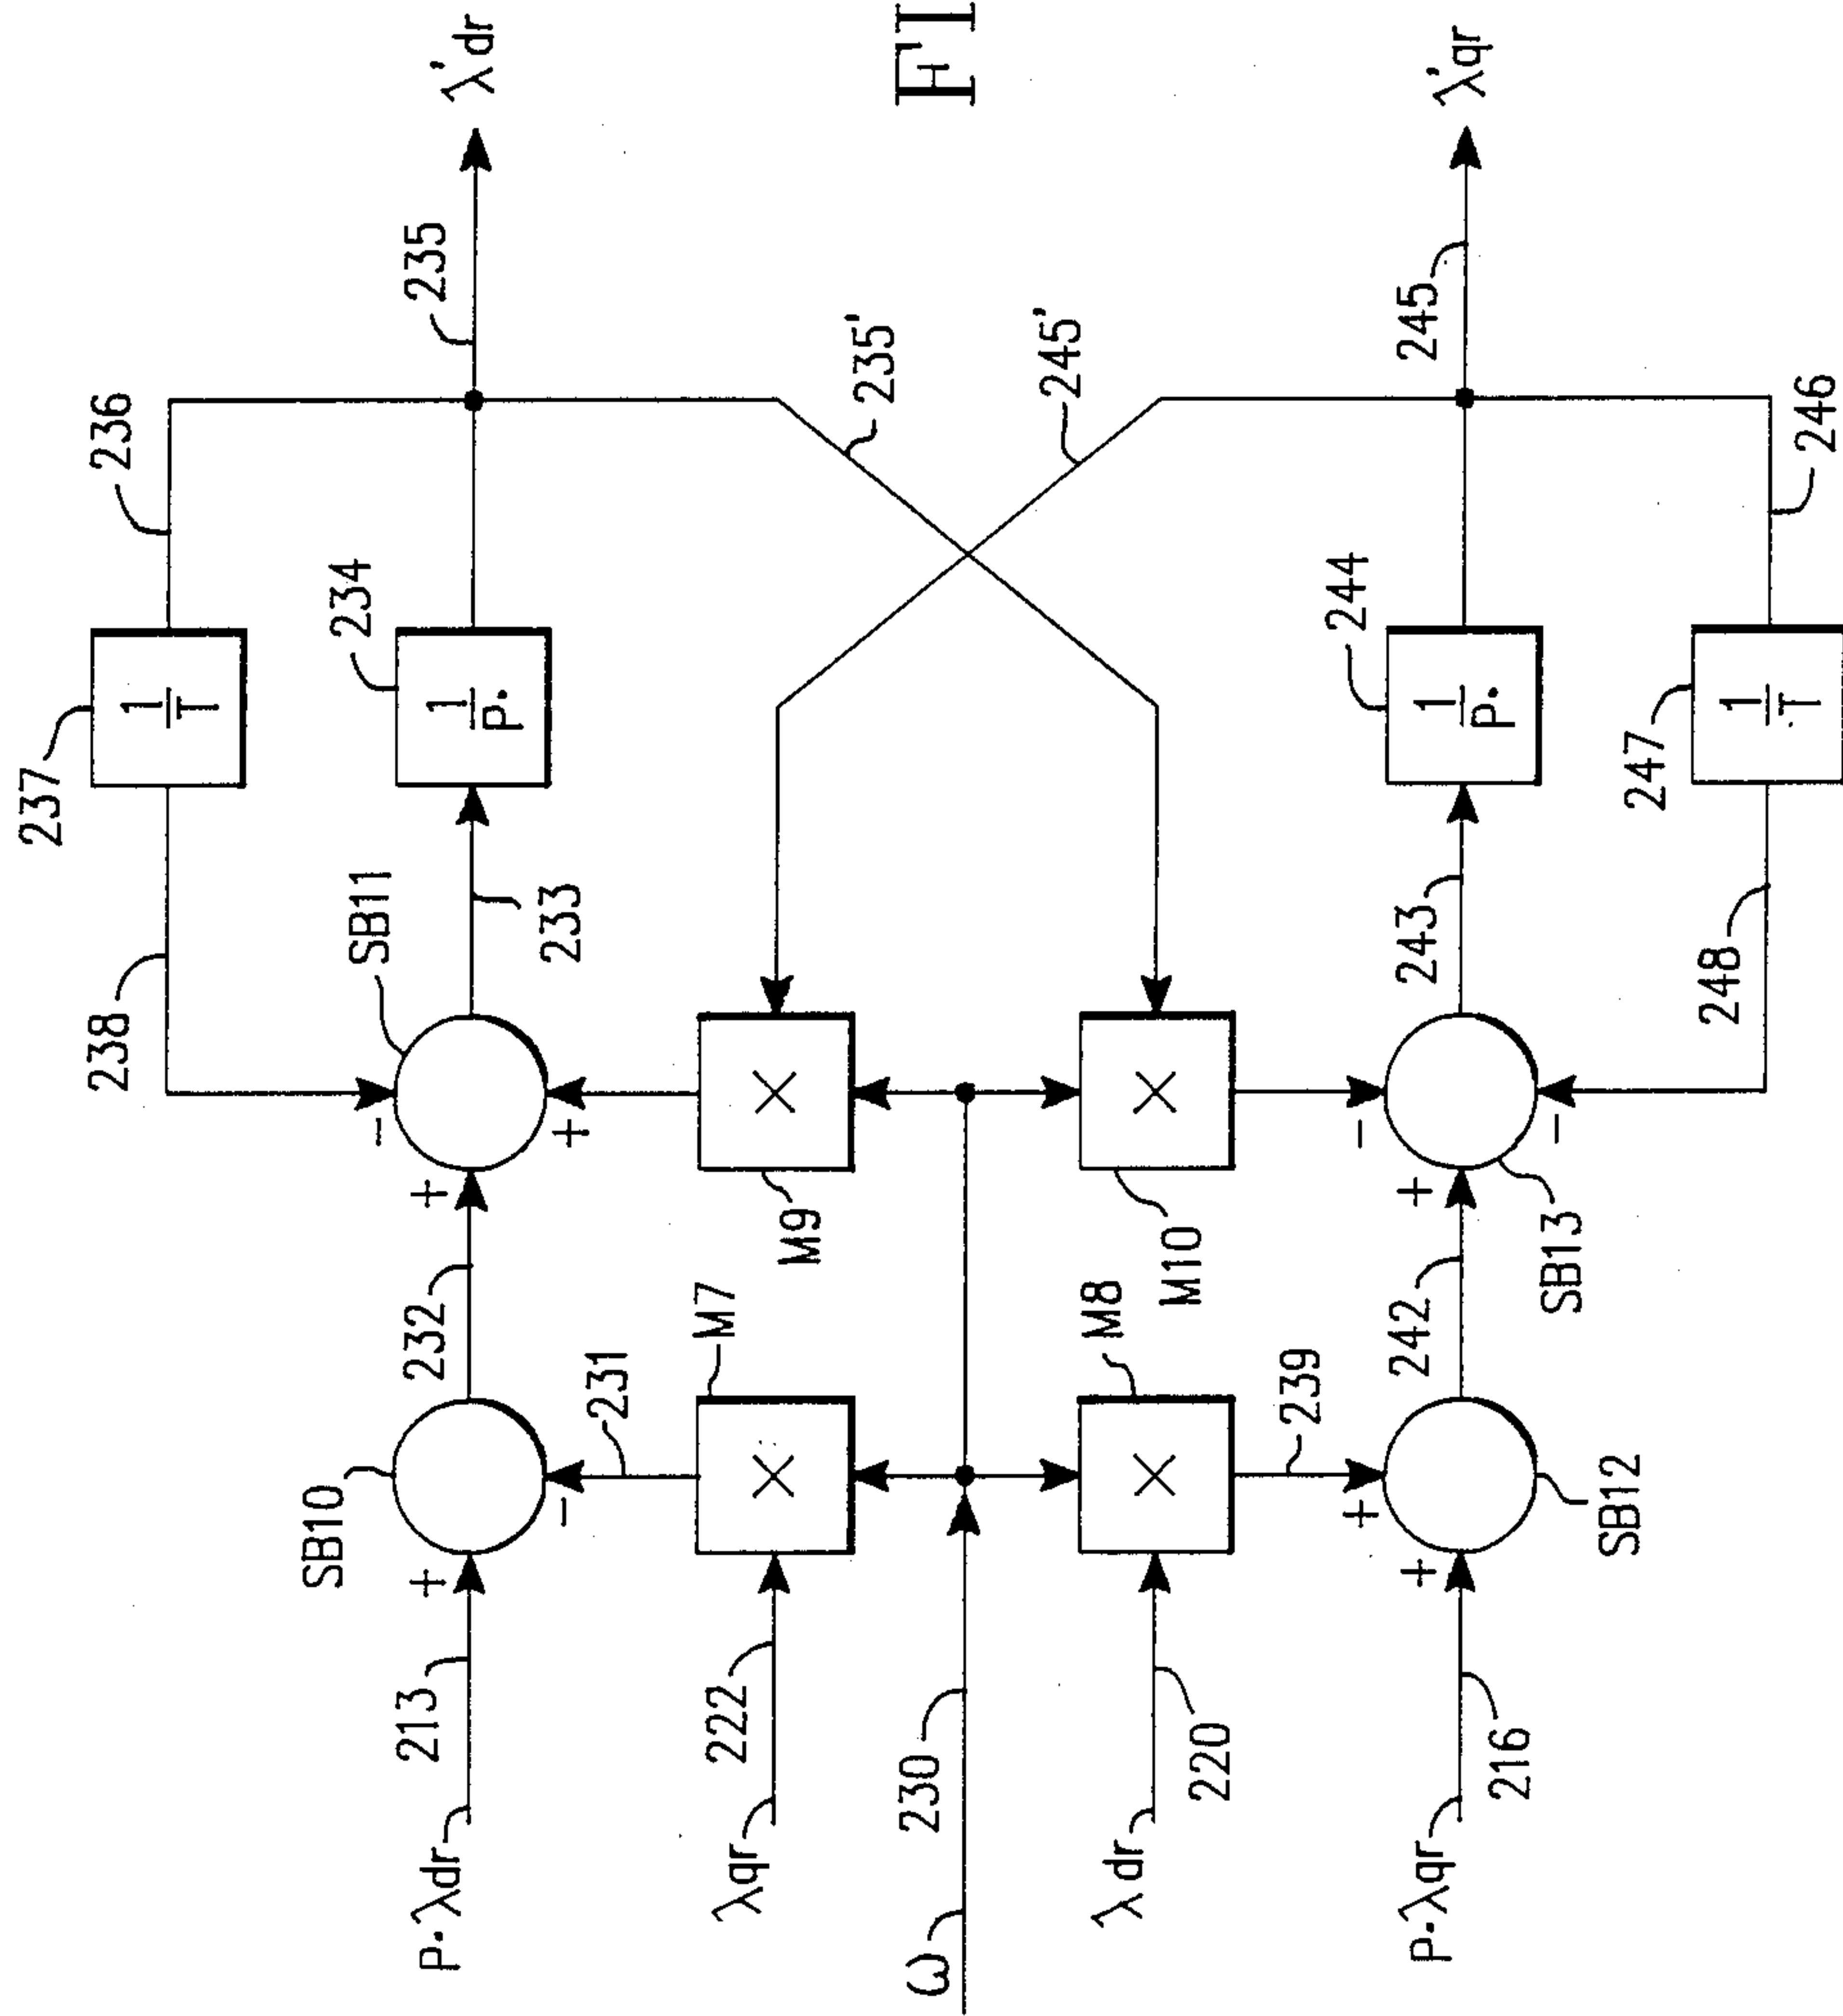 237
1
T
236
238
SB11
1
P.
234
235
λ'dr
233
SB10
232
P.λdr
213
+
-
+
-
+
231
M7
M9
λqr
222
×
×
235'
245'
ω
230
FI
λdr
220
×
×
M8
M10
239
-
+
+
+
-
P.λqr
216
SB12
242
SB13
243
1
P.
244
245
λ'qr
248
247
1
T
246